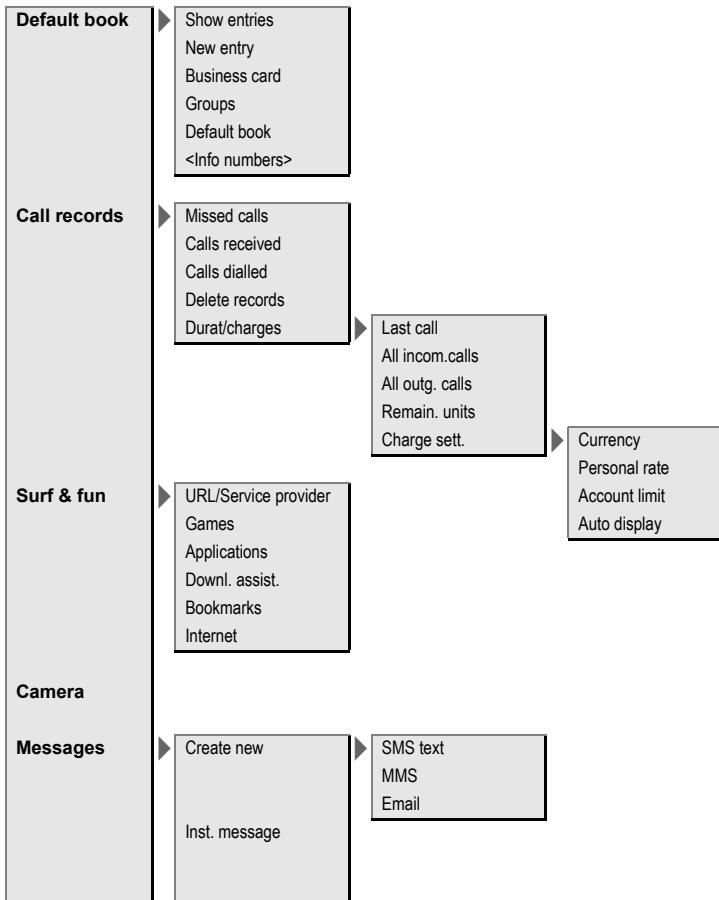 Default book
Show entries
New entry
Business card
Groups
Default book
<Info numbers>
Call records
Missed calls
Calls received
Calls dialled
Delete records
Durat/charges
Last call
All incom.calls
All outg. calls
Remain. units
Charge sett.
Currency
Personal rate
Account limit
Auto display
Surf & fun
URL/Service provider
Games
Applications
Downl. assist.
Bookmarks
Internet
Camera
Messages
Create new
SMS text
MMS
Email
Inst. message